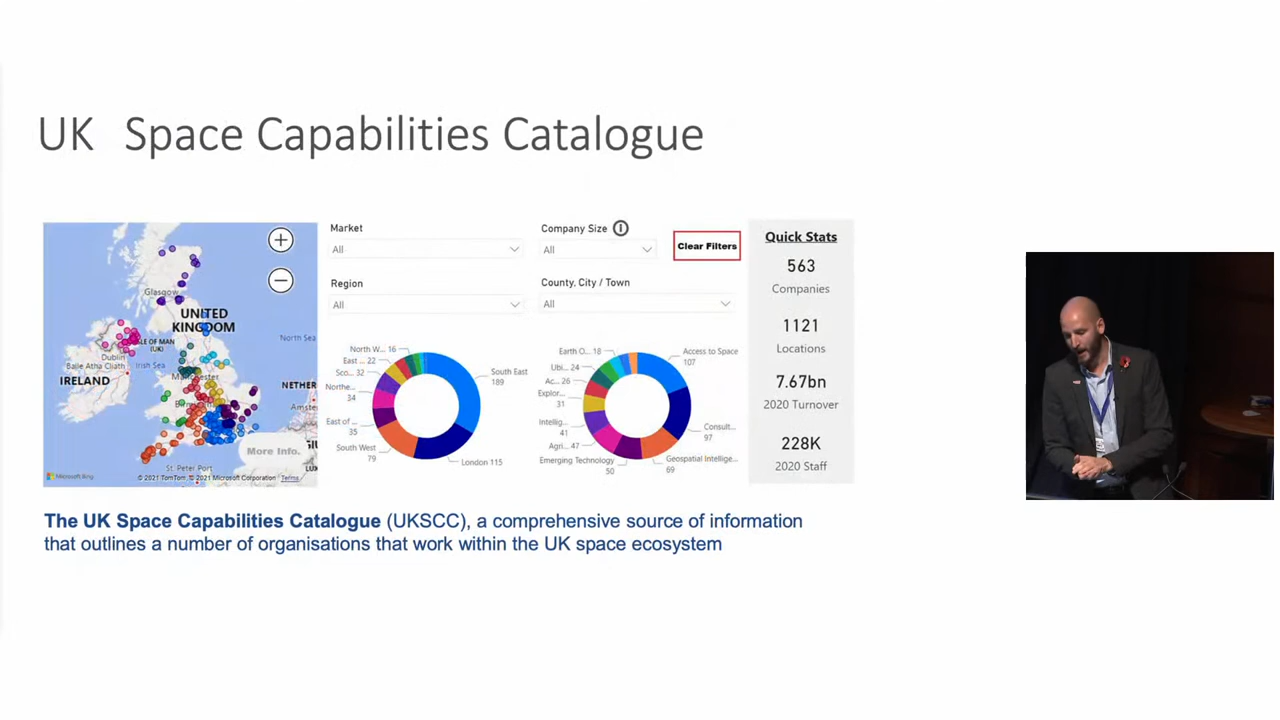 UK Space Capabilities Catalogue
Glasgow
UNITED
KINGDOM
ISLE OF MAN
(UK)
North Sea
Dublin
Baile Átha Cliath
Irish Sea
Manchester
IRELAND
NETHER
Amster
More Info.
St. Peter Port
LUX
Microsoft Bing
© 2021 TomTom, © 2021 Microsoft Corporation Terms
Market
All
Company Size
All
Clear Filters
Region
All
County, City / Town
All
North W... 16
East ... 22
Sco... 32
Northe...
34
East of ...
35
South West
79
South East
189
London 115
Earth O... 18
Ubi... 24
Ac... 26
Explor...
31
Intellig...
41
Agri... 47
Emerging Technology
50
Access to Space
107
Consult...
97
Geospatial Intellige...
69
Quick Stats
563
Companies
1121
Locations
7.67bn
2020 Turnover
228K
2020 Staff
The UK Space Capabilities Catalogue (UKSCC), a comprehensive source of information
that outlines a number of organisations that work within the UK space ecosystem